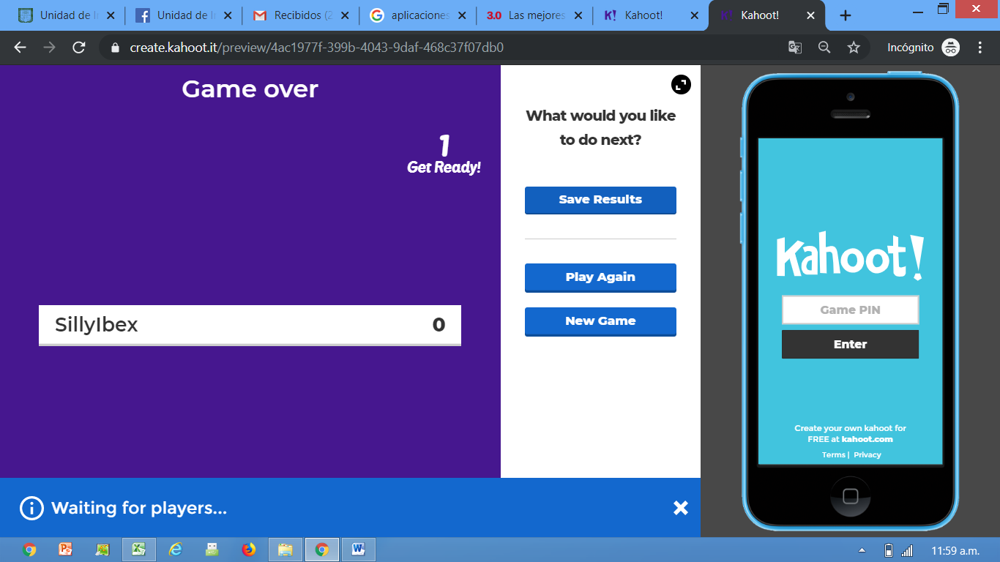 Unidad de I
Unidad de I
Recibidos (2
aplicaciones
3.0 Las mejores
K! Kahoot!
K! Kahoot!
create.kahoot.it/preview/4ac1977f-399b-4043-9daf-468c37f07db0
Incógnito
Game over
1
Get Ready!
SillyIbex 0
What would you like
to do next?
Save Results
Play Again
New Game
Waiting for players...
Kahoot!
Game PIN
Enter
Create your own kahoot for
FREE at kahoot.com
Terms | Privacy
11:59 a.m.